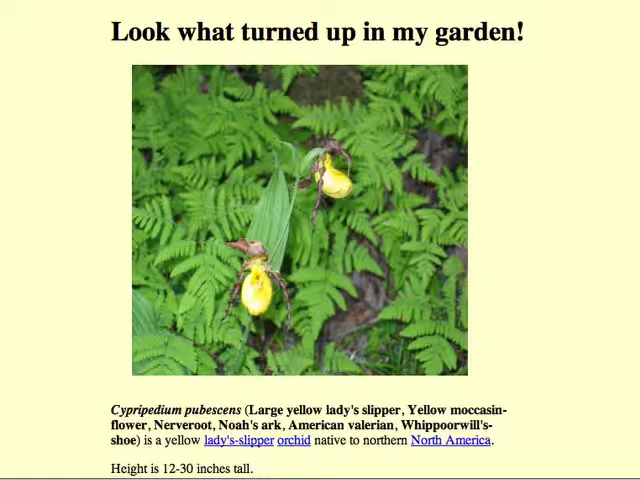 Look what turned up in my garden!
Cypripedium pubescens (Large yellow lady's slipper, Yellow moccasin-
flower, Nerveroot, Noah's ark, American valerian, Whippoorwill's-
shoe) is a yellow lady's-slipper orchid native to northern North America.
Height is 12-30 inches tall.